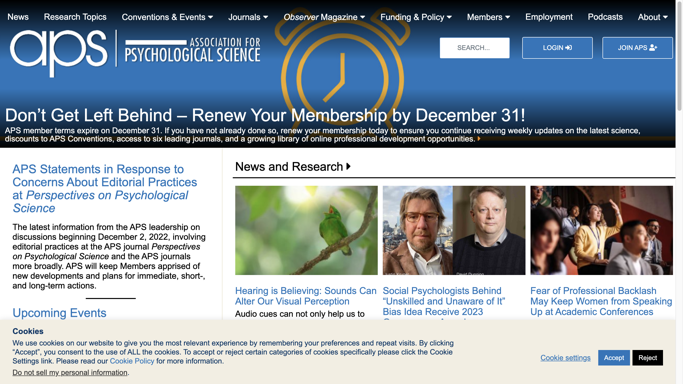 News
Research Topics
Conventions & Events
Journals
Observer Magazine
Funding & Policy
Members
Employment
Podcasts
About
aps
ASSOCIATION FOR
PSYCHOLOGICAL SCIENCE
SEARCH...
LOGIN
JOIN APS
Don’t Get Left Behind – Renew Your Membership by December 31!
APS member terms expire on December 31. If you have not already done so, renew your membership today to ensure you continue receiving weekly updates on the latest science,
discounts to APS Conventions, access to six leading journals, and a growing library of online professional development opportunities.
APS Statements in Response to
Concerns About Editorial Practices
at Perspectives on Psychological
Science
The latest information from the APS leadership on
discussions beginning December 2, 2022, involving
editorial practices at the APS journal Perspectives
on Psychological Science and the APS journals
more broadly. APS will keep Members apprised of
new developments and plans for immediate, short-,
and long-term actions.
Upcoming Events
News and Research
Hearing is Believing: Sounds Can
Alter Our Visual Perception
Audio cues can not only help us to
Social Psychologists Behind
“Unskilled and Unaware of It”
Bias Idea Receive 2023
Fear of Professional Backlash
May Keep Women from Speaking
Up at Academic Conferences
Cookies
We use cookies on our website to give you the most relevant experience by remembering your preferences and repeat visits. By clicking
“Accept”, you consent to the use of ALL the cookies. To accept or reject certain categories of cookies specifically please click the Cookie
Settings link. Please read our Cookie Policy for more information.
Do not sell my personal information.
Cookie settings
Accept
Reject